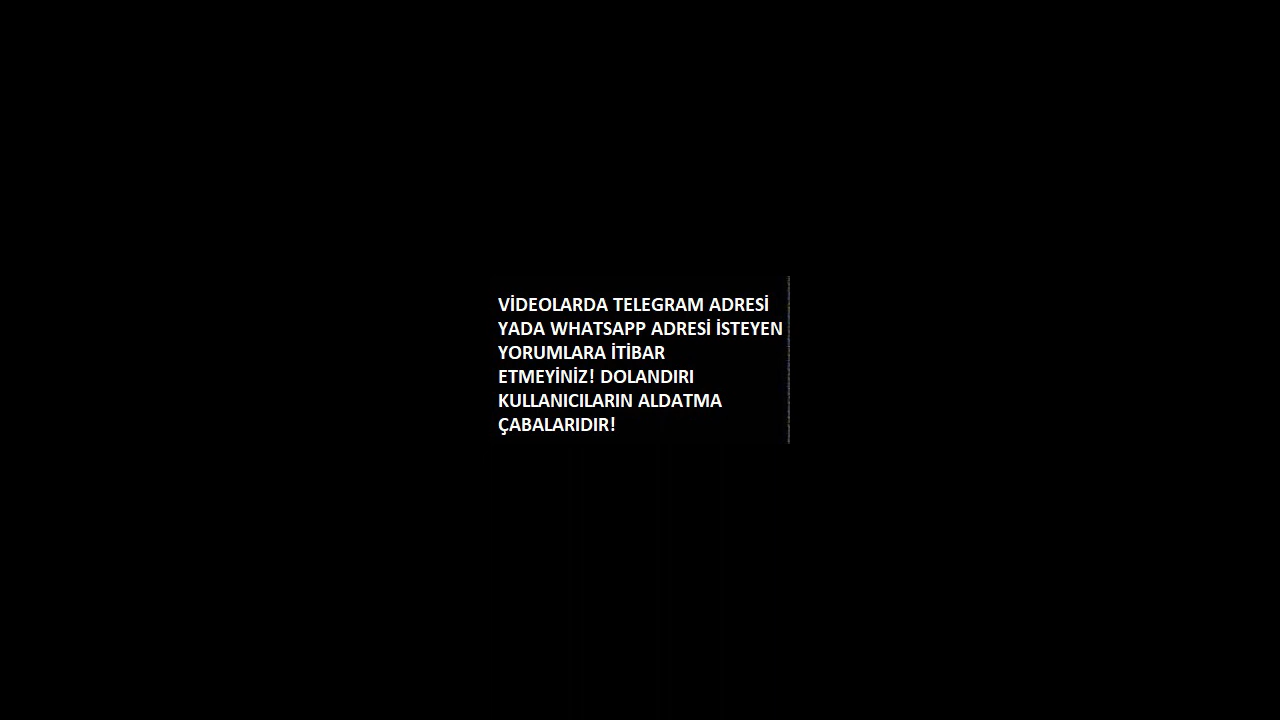 VİDEOLARDA TELEGRAM ADRESİ
YADA WHATSAPP ADRESİ İSTEYEN
YORUMLARA İTİBAR
ETMEYİNİZ! DOLANDIRI
KULLANICILARIN ALDATMA
ÇABALARIDIR!